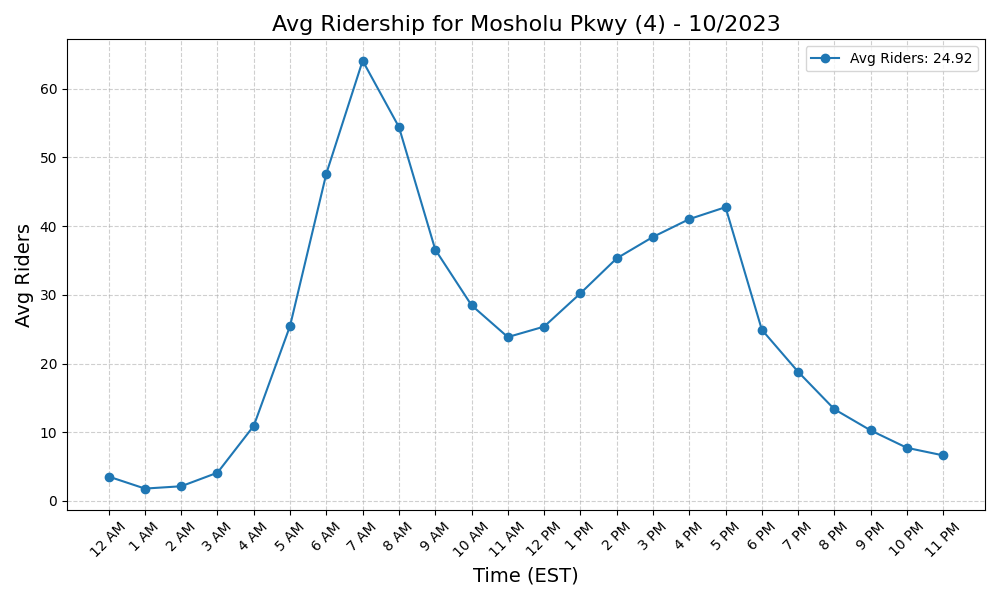 Avg Ridership for Mosholu Pkwy (4) - 10/2023
Avg Riders: 24.92
Avg Riders
60
50
40
30
20
10
0
12 AM
1 AM
2 AM
3 AM
4 AM
5 AM
6 AM
7 AM
8 AM
9 AM
10 AM
11 AM
12 PM
1 PM
2 PM
3 PM
4 PM
5 PM
6 PM
7 PM
8 PM
9 PM
10 PM
11 PM
Time (EST)